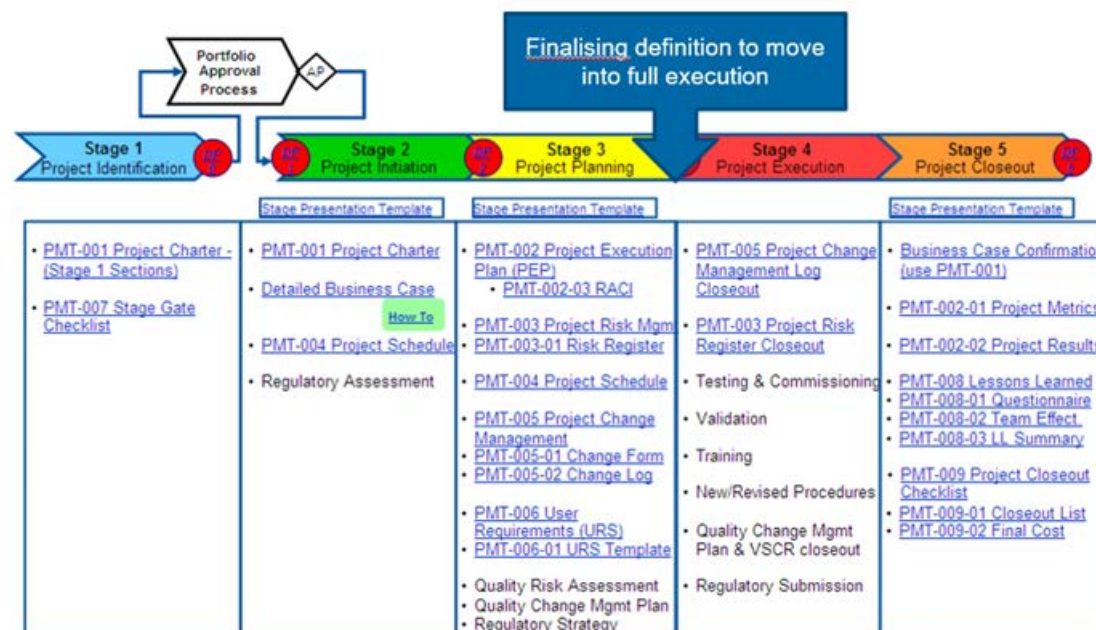 Portfolio
Approval
Process
AP
Finalising definition to move
into full execution
Stage 1
Project Identification
Stage 2
Project Initiation
Stage 3
Project Planning
Stage 4
Project Execution
Stage 5
Project Closeout
Stage Presentation Template
Stage Presentation Template
Stage Presentation Template
• PMT-001 Project Charter -
(Stage 1 Sections)
• PMT-007 Stage Gate
Checklist
• PMT-001 Project Charter
• Detailed Business Case
How To
• PMT-004 Project Schedule
• Regulatory Assessment
• PMT-002 Project Execution
Plan (PEP)
• PMT-002-03 RACI
• PMT-003 Project Risk Mgm
• PMT-003-01 Risk Register
• PMT-004 Project Schedule
• PMT-005 Project Change
Management
• PMT-005-01 Change Form
• PMT-005-02 Change Log
• PMT-006 User
Requirements (URS)
• PMT-006-01 URS Template
• Quality Risk Assessment
• Quality Change Mgmt Plan
• Regulatory Strategy
• PMT-005 Project Change
Management Log
Closeout
• PMT-003 Project Risk
Register Closeout
• Testing & Commissioning
• Validation
• Training
• New/Revised Procedures
• Quality Change Mgmt
Plan & VSCR closeout
• Regulatory Submission
• Business Case Confirmatio
(use PMT-001)
• PMT-002-01 Project Metrics
• PMT-002-02 Project Results
• PMT-008 Lessons Learned
• PMT-008-01 Questionnaire
• PMT-008-02 Team Effect.
• PMT-008-03 LL Summary
• PMT-009 Project Closeout
Checklist
• PMT-009-01 Closeout List
• PMT-009-02 Final Cost